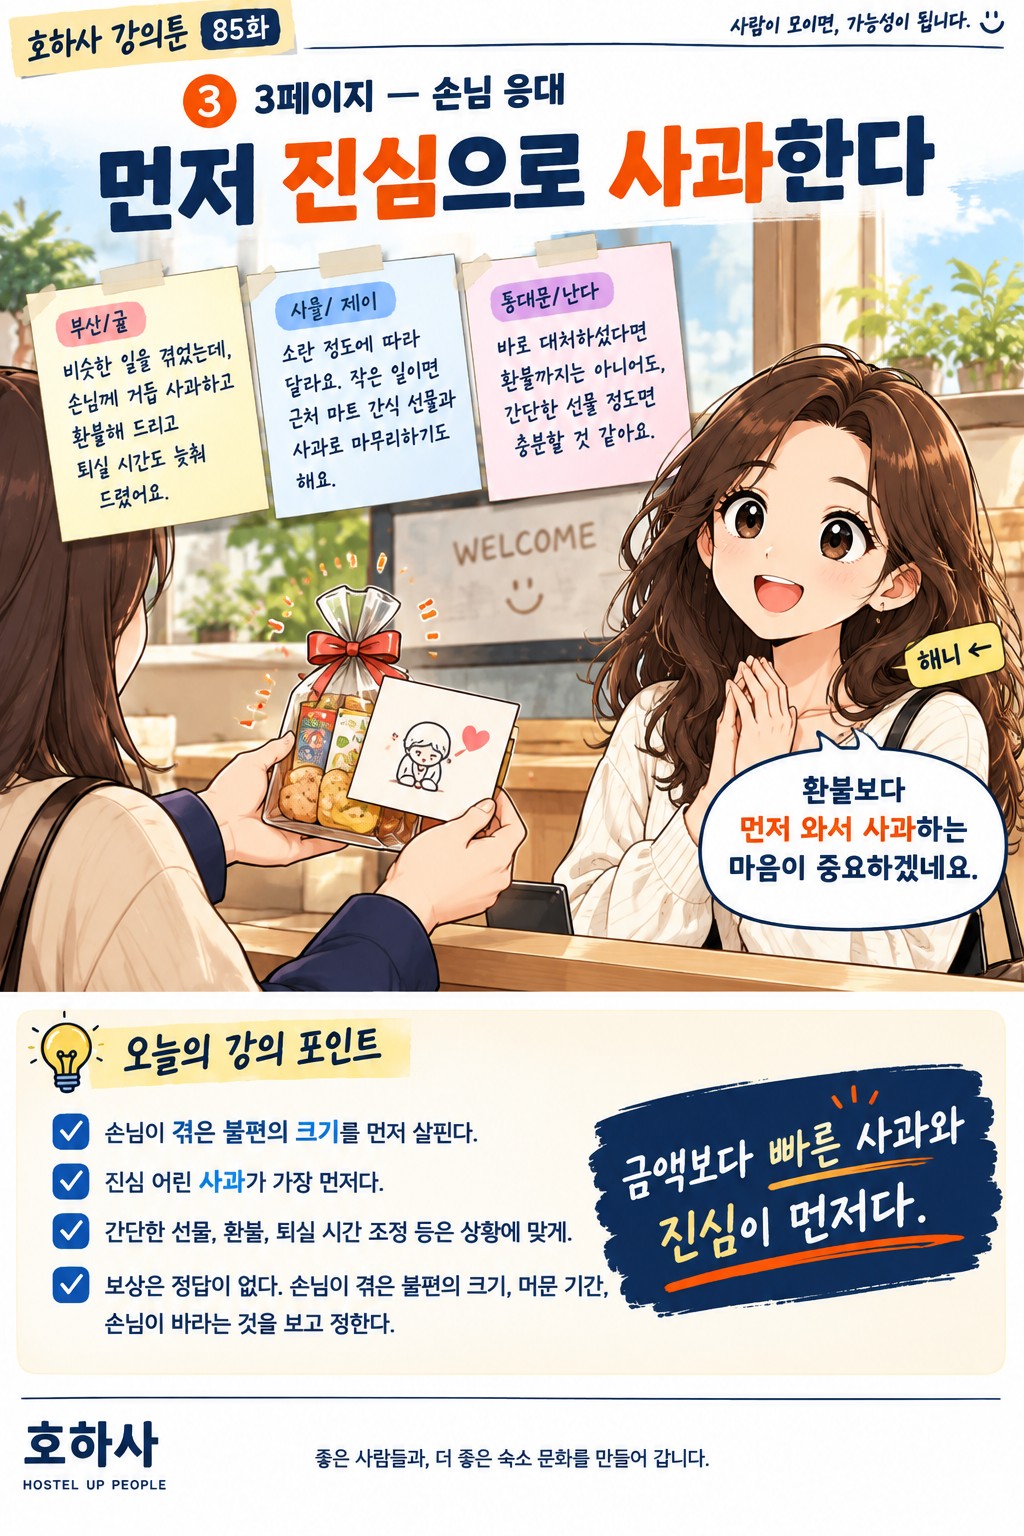 호하사 강의툰 85화
사람이 모이면, 가능성이 됩니다.
3 3페이지 — 손님 응대
먼저 진심으로 사과한다
부산/귤
비슷한 일을 겪었는데,
손님께 거듭 사과하고
환불해 드리고
퇴실 시간도 늦춰
드렸어요.
사뮬/ 제이
소란 정도에 따라
달라요. 작은 일이면
근처 마트 간식 선물과
사과로 마무리하기도
해요.
동대문/난다
바로 대처하셨다면
환불까지는 아니어도,
간단한 선물 정도면
충분할 것 같아요.
WELCOME
해니 ←
환불보다
먼저 와서 사과하는
마음이 중요하겠네요.
오늘의 강의 포인트
손님이 겪은 불편의 크기를 먼저 살핀다.
진심 어린 사과가 가장 먼저다.
간단한 선물, 환불, 퇴실 시간 조정 등은 상황에 맞게.
보상은 정답이 없다. 손님이 겪은 불편의 크기, 머문 기간,
손님이 바라는 것을 보고 정한다.
금액보다 빠른 사과와
진심이 먼저다.
호하사
HOSTEL UP PEOPLE
좋은 사람들과, 더 좋은 숙소 문화를 만들어 갑니다.